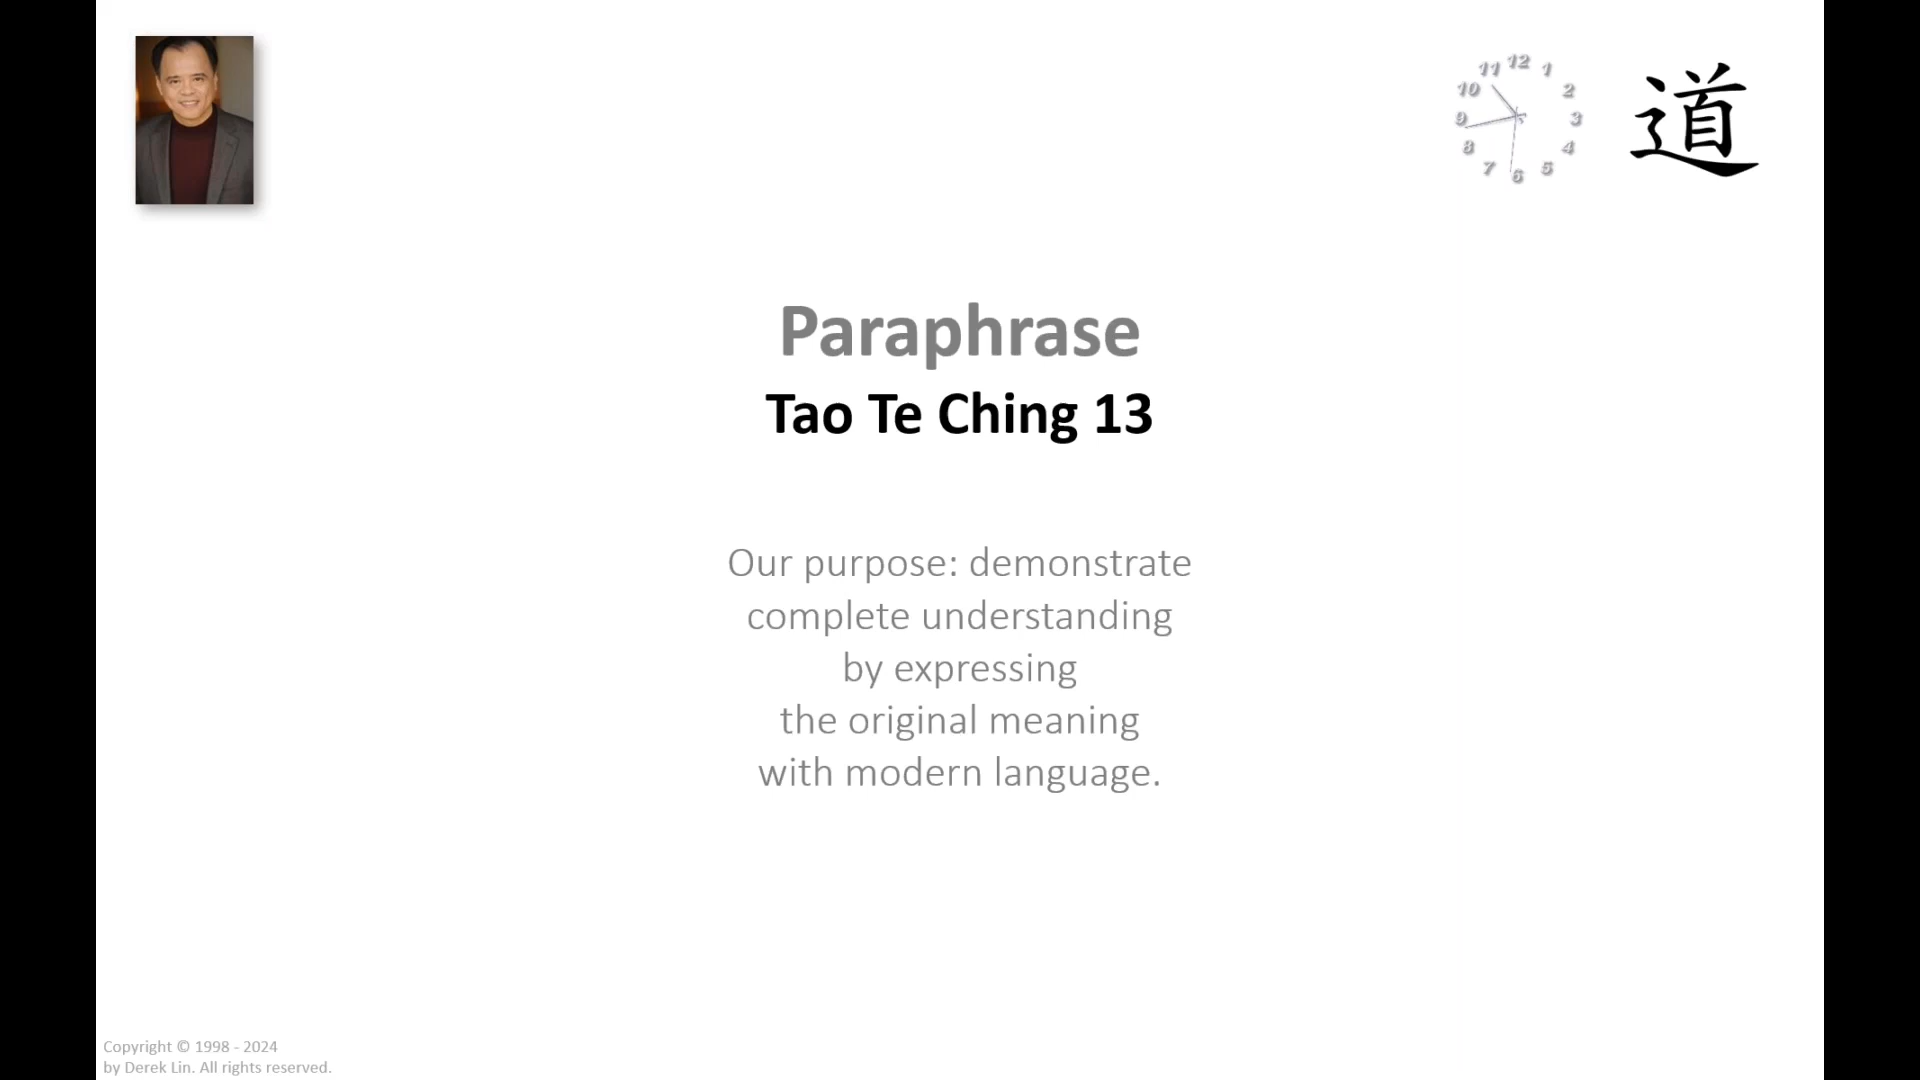 道
12
11
1
10
2
9
3
8
4
7
5
6
Paraphrase
Tao Te Ching 13
Our purpose: demonstrate
complete understanding
by expressing
the original meaning
with modern language.
Copyright © 1998 - 2024
by Derek Lin. All rights reserved.